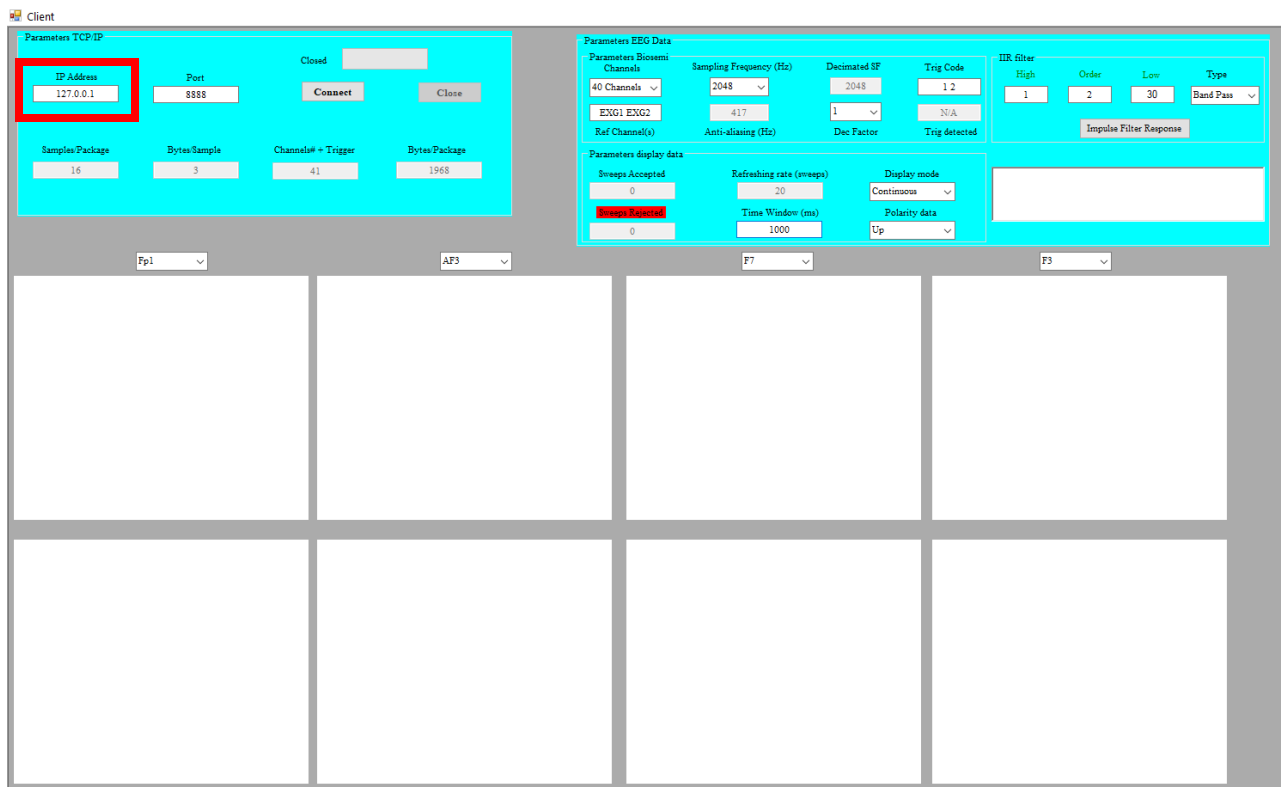 Client
Parameters TCP/IP
Closed
IP Address
Port
127.0.0.1
8888
Connect
Close
Samples/Package
Bytes/Sample
Channels# + Trigger
Bytes/Package
16
3
41
1968
Parameters EEG Data
Parameters Biosemi
Channels
Sampling Frequency (Hz)
Decimated SF
Trig Code
40 Channels
2048
2048
1 2
EXG1 EXG2
417
1
N/A
Ref Channel(s)
Anti-aliasing (Hz)
Dec Factor
Trig detected
IIR filter
High
Order
Low
Type
1
2
30
Band Pass
Impulse Filter Response
Parameters display data
Sweeps Accepted
Refreshing rate (sweeps)
Display mode
0
20
Continuous
Sweeps Rejected
Time Window (ms)
Polarity data
0
1000
Up
Fp1
AF3
F7
F3